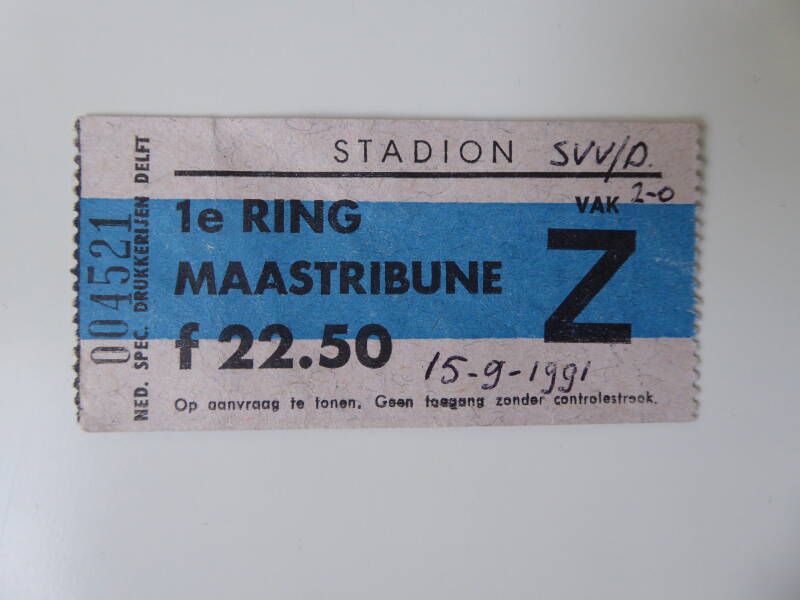 STADION SVV/D.
2-0
1e RING
VAK
MAASTRIBUNE
Z
f 22.50
15-9-1991
Op aanvraag te tonen. Geen toegang zonder controlestrook.
004521
NED. SPEC. DRUKKERIJEN DELFT